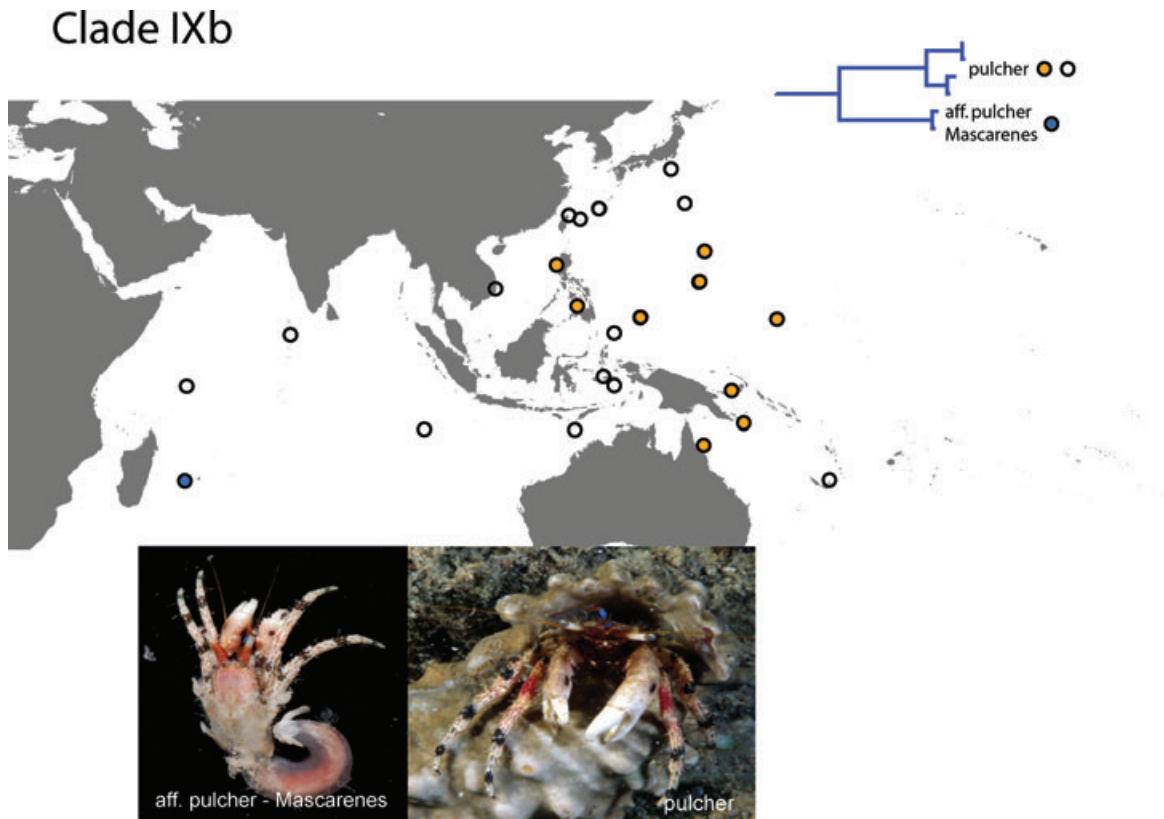 Clade IXb
pulcher
aff. pulcher
Mascarenes
aff. pulcher - Mascarenes
pulcher